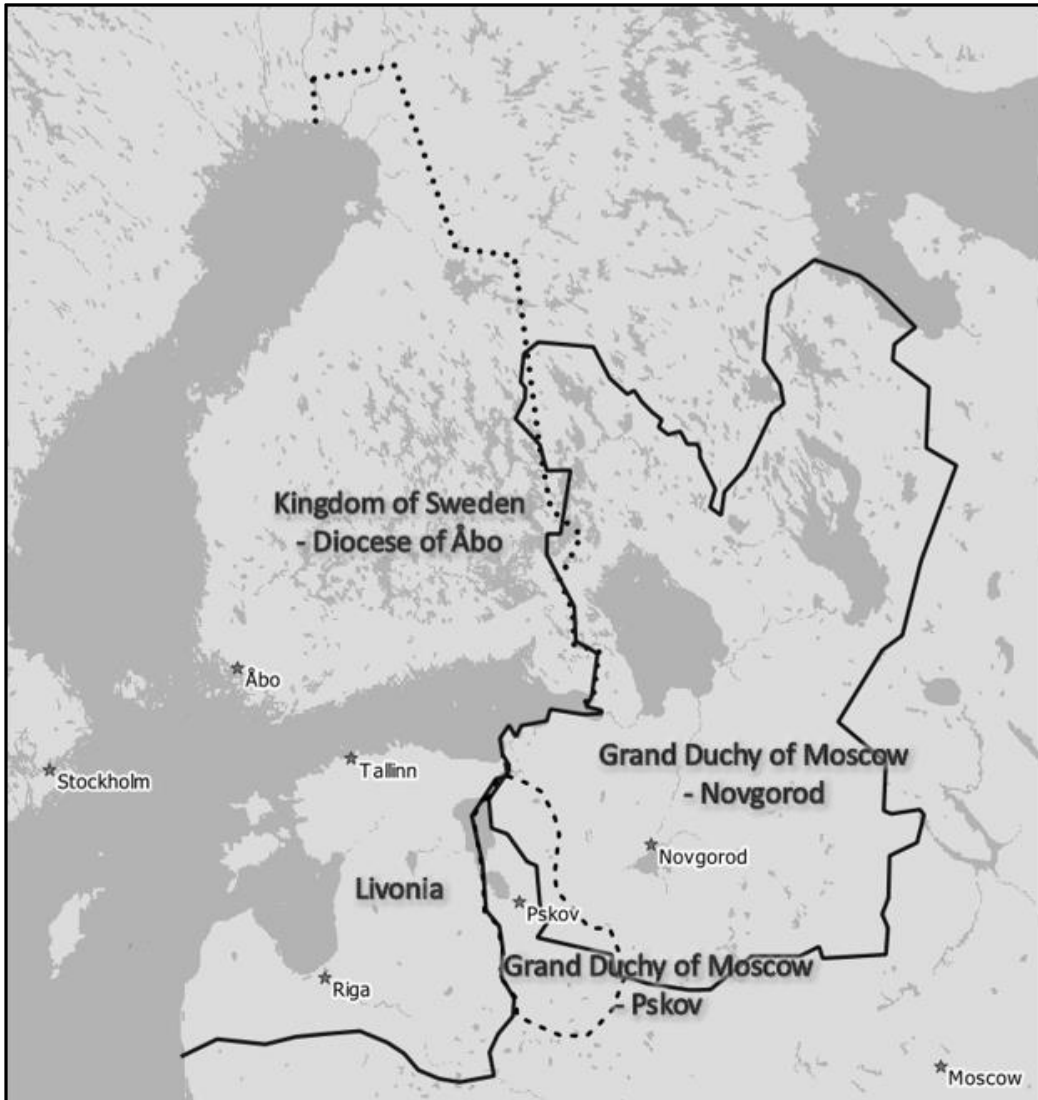 Kingdom of Sweden
- Diocese of Åbo
Åbo
Stockholm
Tallinn
Grand Duchy of Moscow
- Novgorod
Novgorod
Livonia
Pskov
Grand Duchy of Moscow
- Pskov
Riga
Moscow